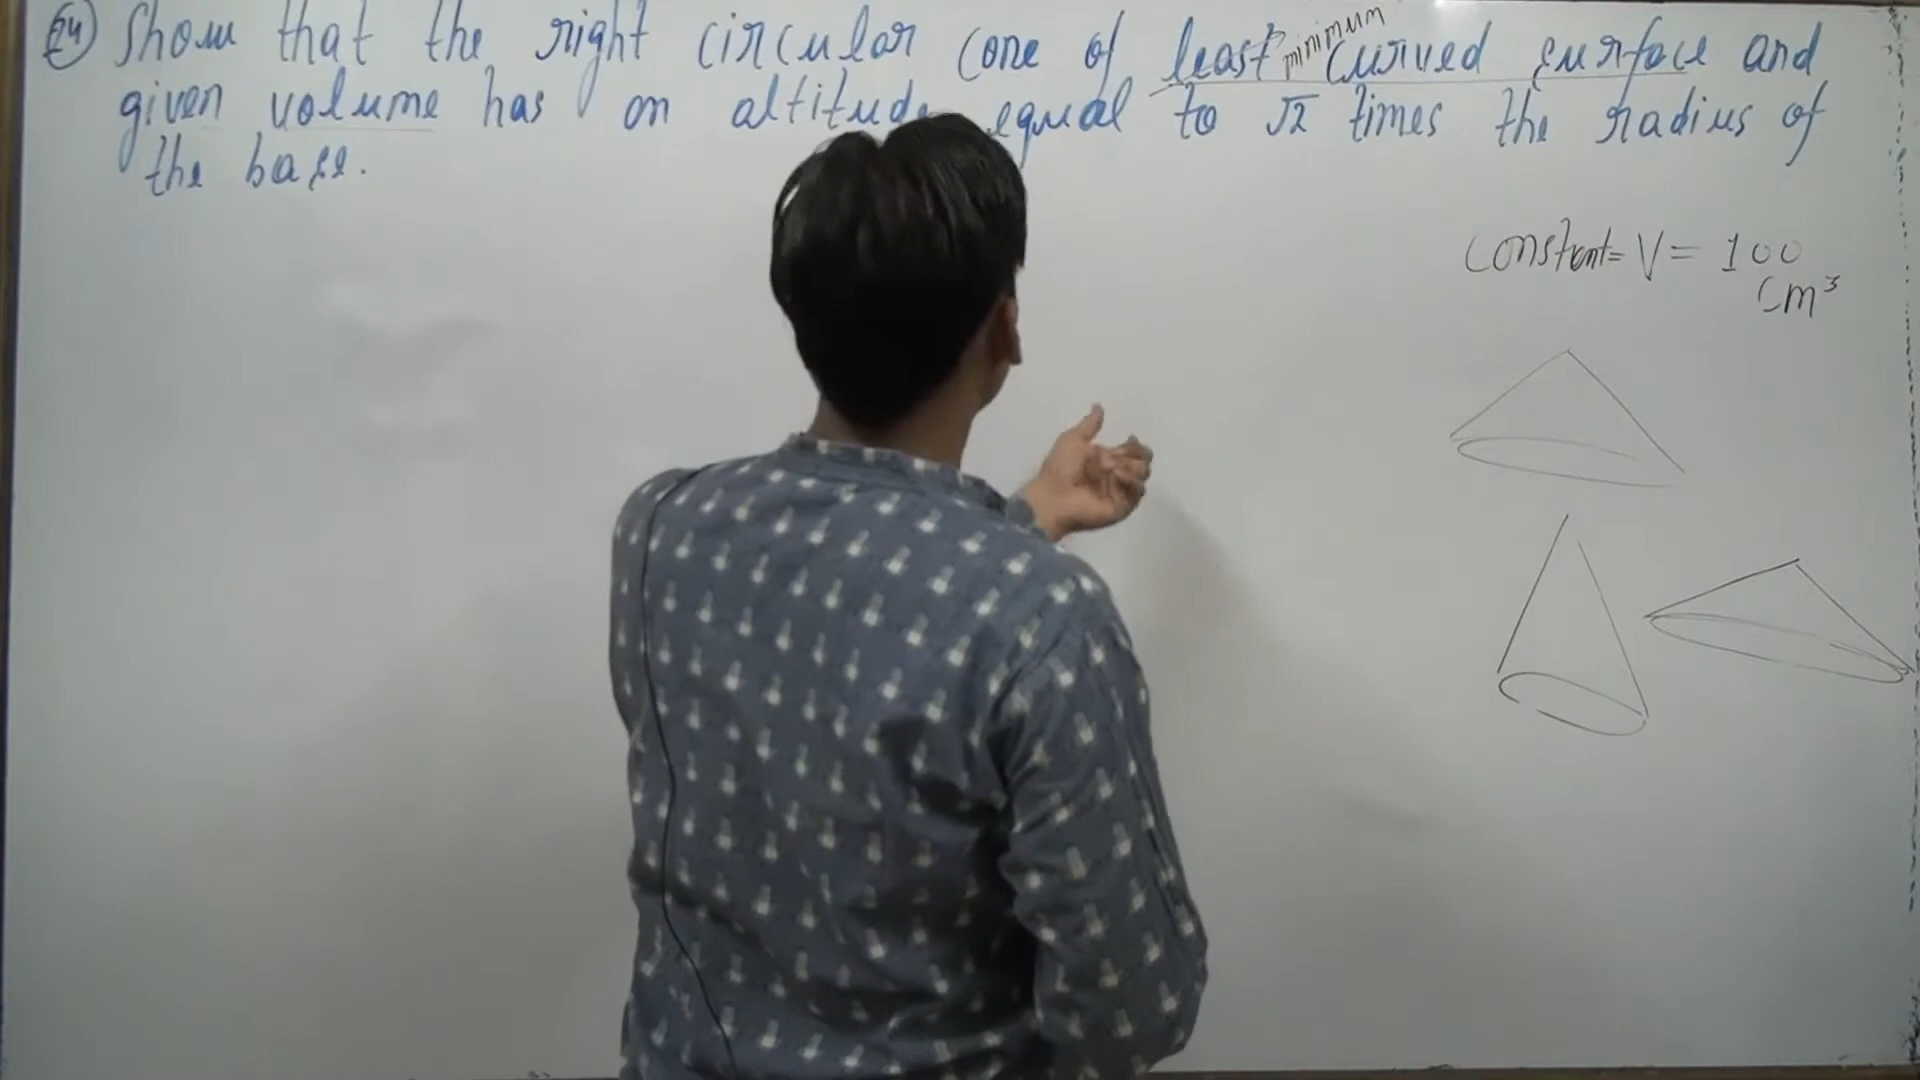 24 Show that the right circular cone of least minimum curved surface and
given volume has an altitude equal to √2 times the radius of
the base.
Constant = V = 100
cm³